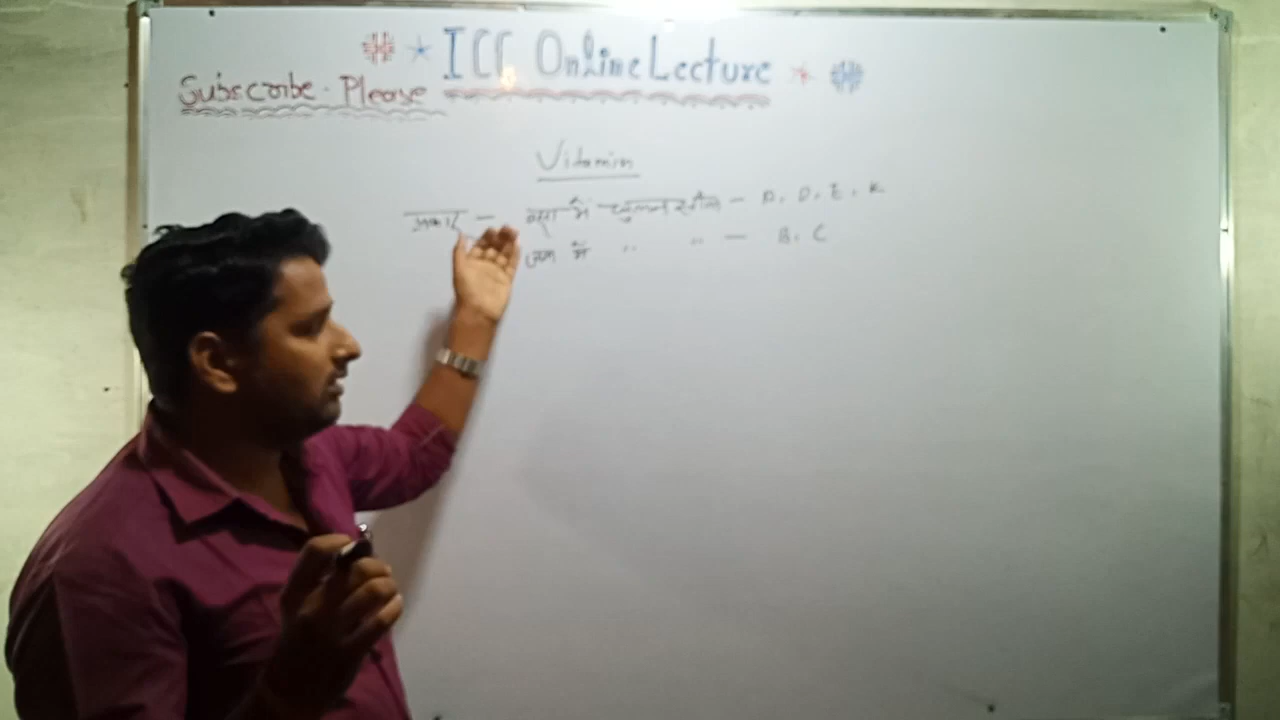 ICC Online Lecture
Subscribe. Please
Vitamin
प्रकार - वसा में घुलनशील - A, D, E, K
जल में " " - B, C